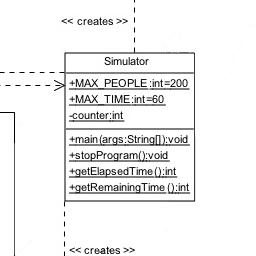 << creates >>
Simulator
+MAX_PEOPLE:int=200
+MAX_TIME:int=60
-counter:int
+main(args:String[]):void
+stopProgram():void
+getElapsedTime():int
+getRemainingTime():int
<< creates >>